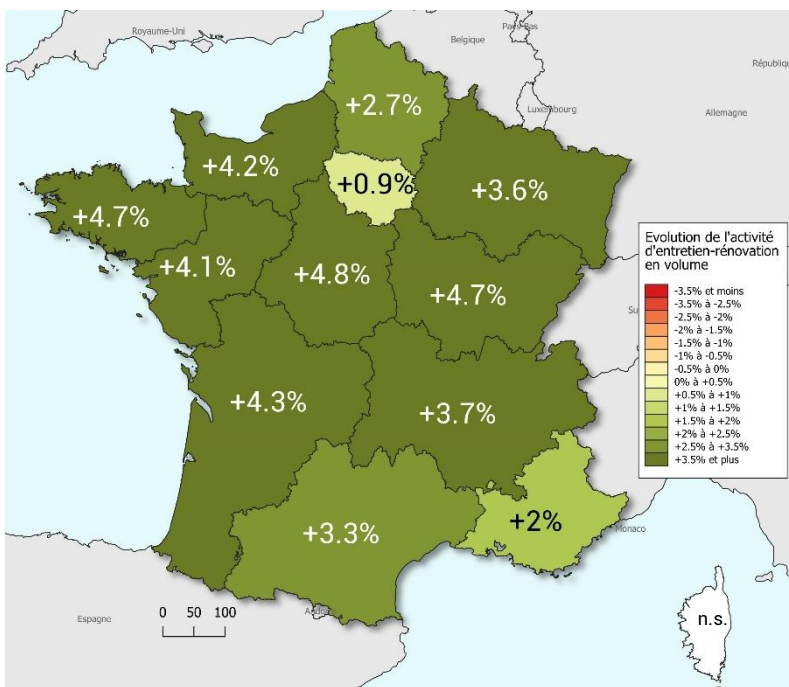 Royaume-Uni
Pays-Bas
Belgique
Républiqu
Luxembourg
Allemagne
+2.7%
+4.2%
+0.9%
+3.6%
+4.7%
+4.1%
+4.8%
+4.7%
+4.3%
+3.7%
+3.3%
+2%
Su
Evolution de l'activité
d'entretien-rénovation
en volume
-3.5% et moins
-3.5% à -2.5%
-2.5% à -2%
-2% à -1.5%
-1.5% à -1%
-1% à -0.5%
-0.5% à 0%
0% à +0.5%
+0.5% à +1%
+1% à +1.5%
+1.5% à +2%
+2% à +2.5%
+2.5% à +3.5%
+3.5% et plus
Monaco
0 50 100
Espagne
n.s.